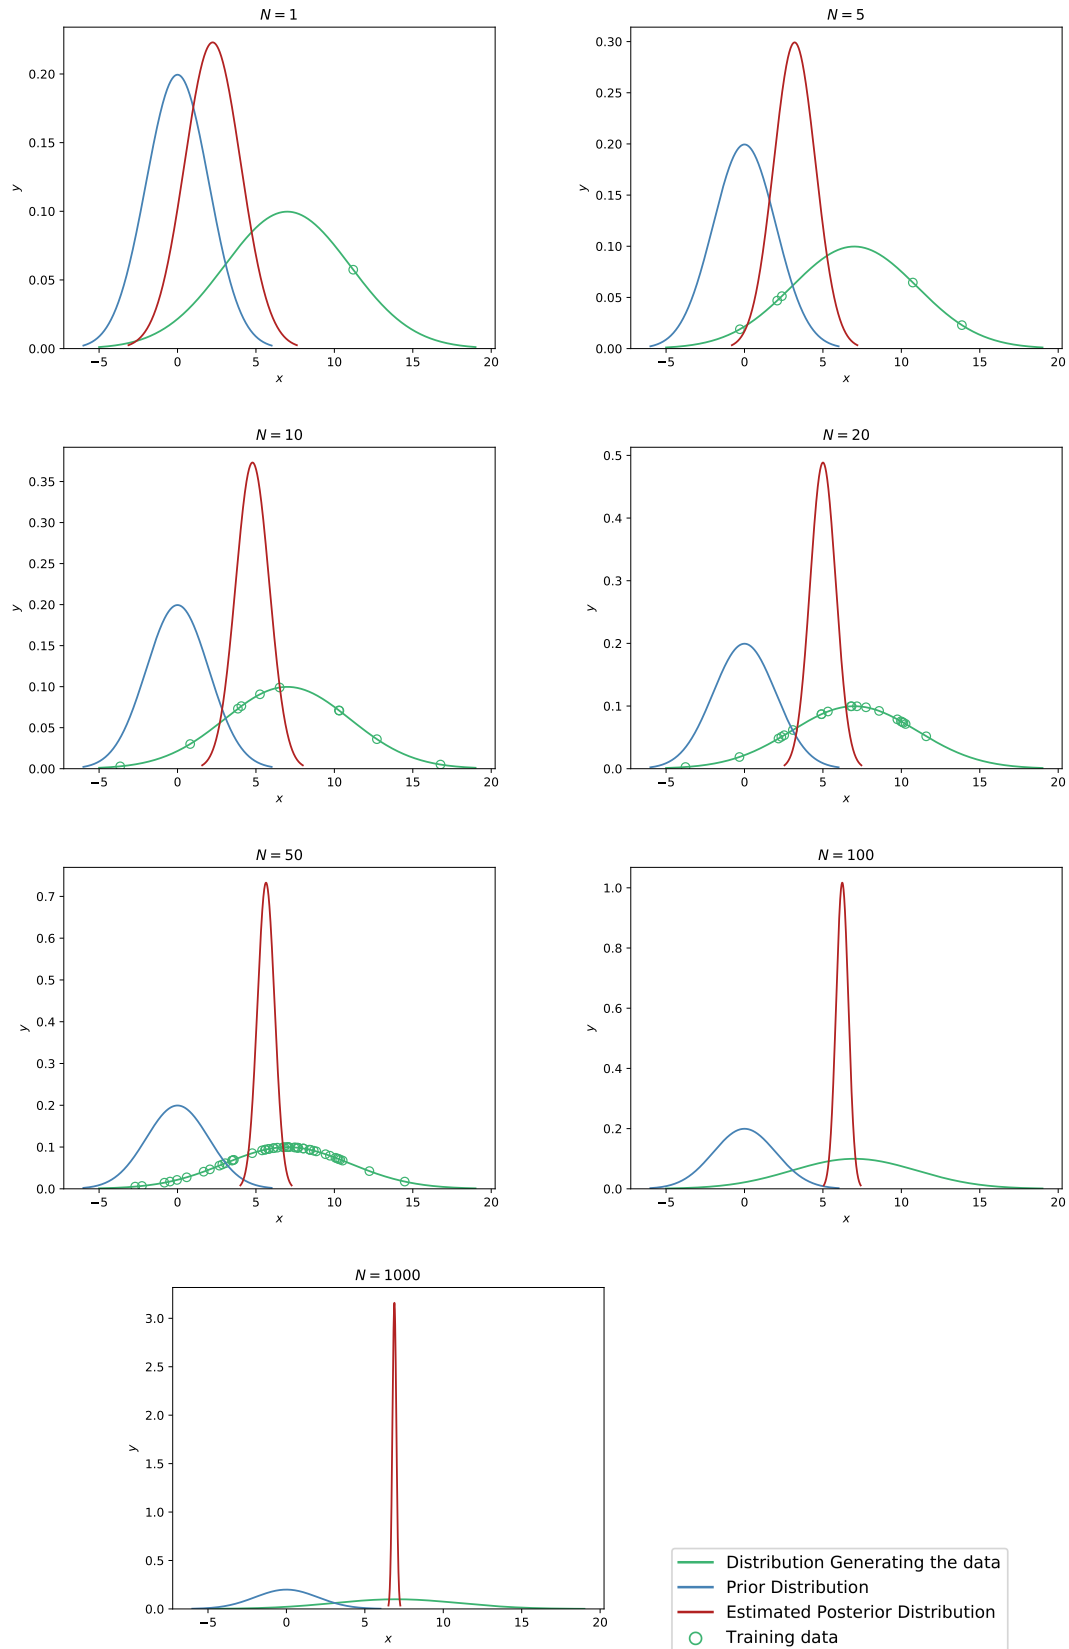 N = 1
0.20
0.15
0.10
0.05
0.00
y
−5 0 5 10 15 20
x
N = 5
0.30
0.25
0.20
0.15
0.10
0.05
0.00
y
−5 0 5 10 15 20
x
N = 10
0.35
0.30
0.25
0.20
0.15
0.10
0.05
0.00
y
−5 0 5 10 15 20
x
N = 20
0.5
0.4
0.3
0.2
0.1
0.0
y
−5 0 5 10 15 20
x
N = 50
0.7
0.6
0.5
0.4
0.3
0.2
0.1
0.0
y
−5 0 5 10 15 20
x
N = 100
1.0
0.8
0.6
0.4
0.2
0.0
y
−5 0 5 10 15 20
x
N = 1000
3.0
2.5
2.0
1.5
1.0
0.5
0.0
y
−5 0 5 10 15 20
x
Distribution Generating the data
Prior Distribution
Estimated Posterior Distribution
Training data